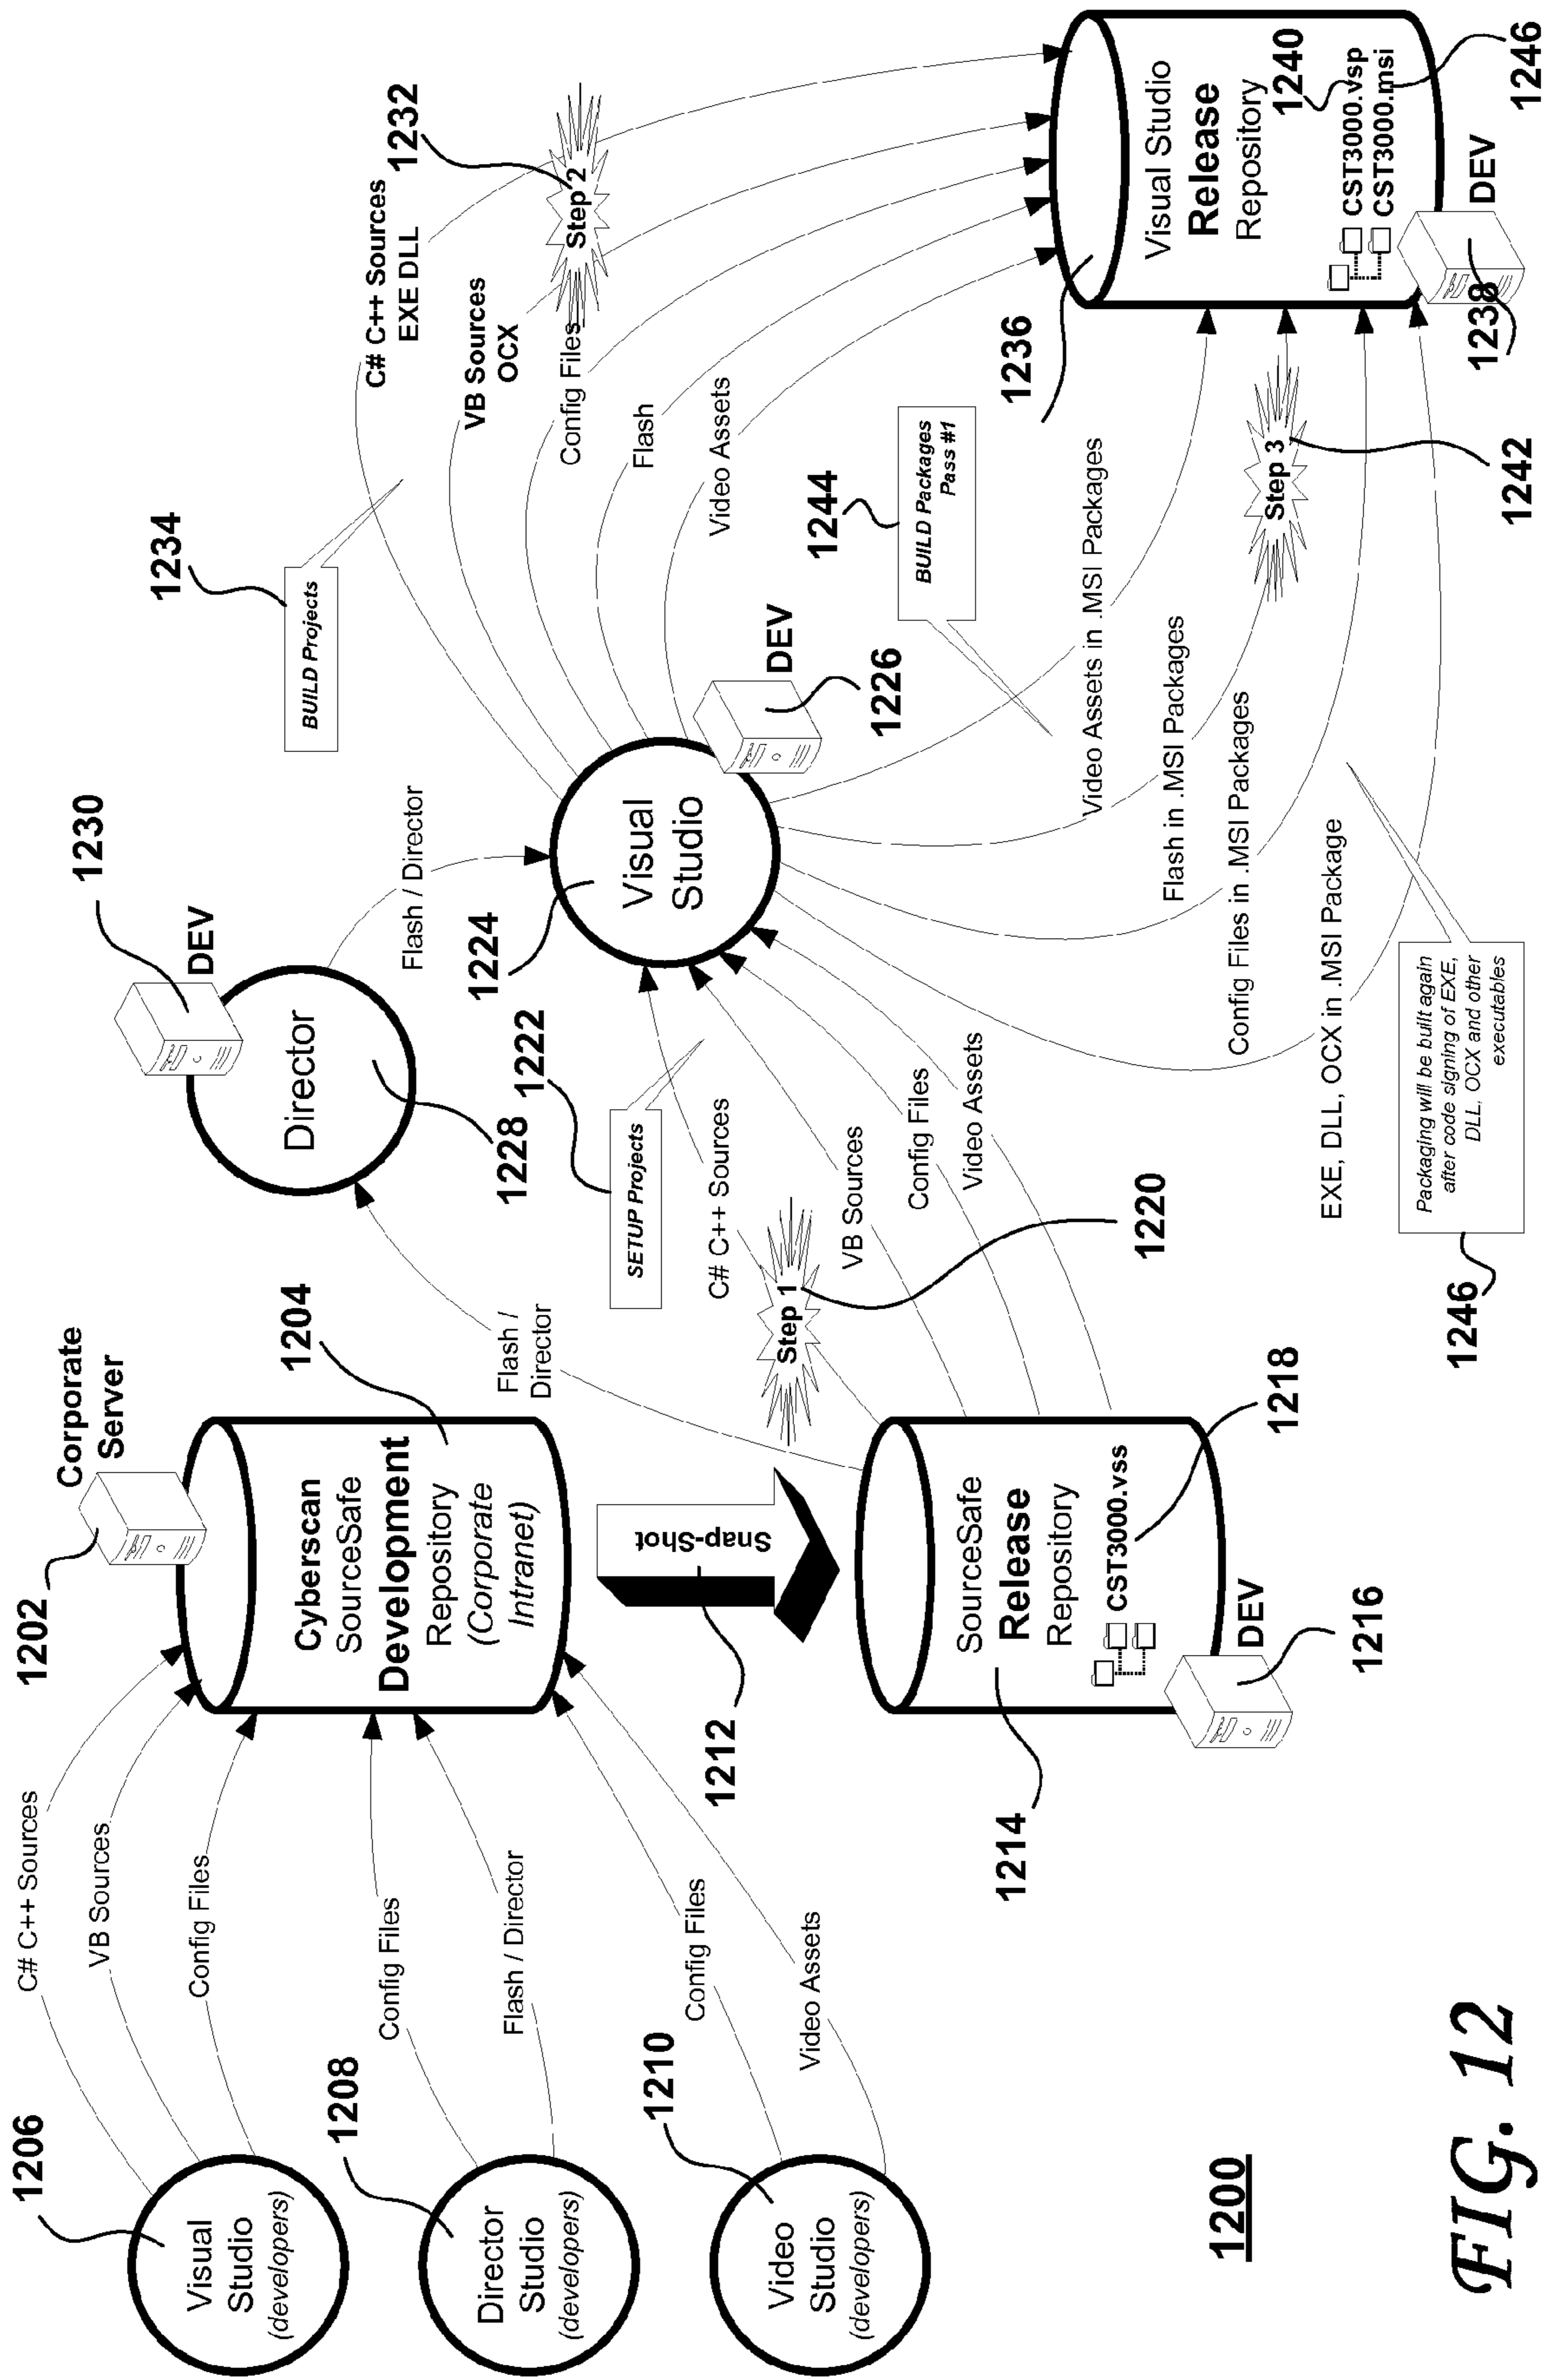 1206
Visual
Studio
(developers)
1208
Director
Studio
(developers)
1210
Video
Studio
(developers)
C# C++ Sources
VB Sources
Config Files
Config Files
Flash / Director
Config Files
Video Assets
1202
Corporate
Server
1204
Cyberscan
SourceSafe
Development
Repository
(Corporate
Intranet)
1212
Snap-Shot
1214
SourceSafe
Release
Repository
CST3000.vss
1218
DEV
1216
Flash /
Director
1228
Director
DEV
1230
Flash / Director
1222
SETUP Projects
C# C++ Sources
Step 1
1220
VB Sources
Config Files
Video Assets
1224
Visual
Studio
DEV
1226
1234
BUILD Projects
C# C++ Sources
EXE DLL
1232
Step 2
VB Sources
OCX
Config Files
Flash
Video Assets
1244
BUILD Packages
Pass #1
Video Assets in .MSI Packages
Flash in .MSI Packages
Config Files in .MSI Packages
EXE, DLL, OCX in .MSI Package
Step 3
1242
1246
Packaging will be built again
after code signing of EXE,
DLL, OCX and other
executables
1236
Visual Studio
Release
Repository
1240
CST3000.vsp
CST3000.msi
1246
DEV
1238
1200
FIG. 12